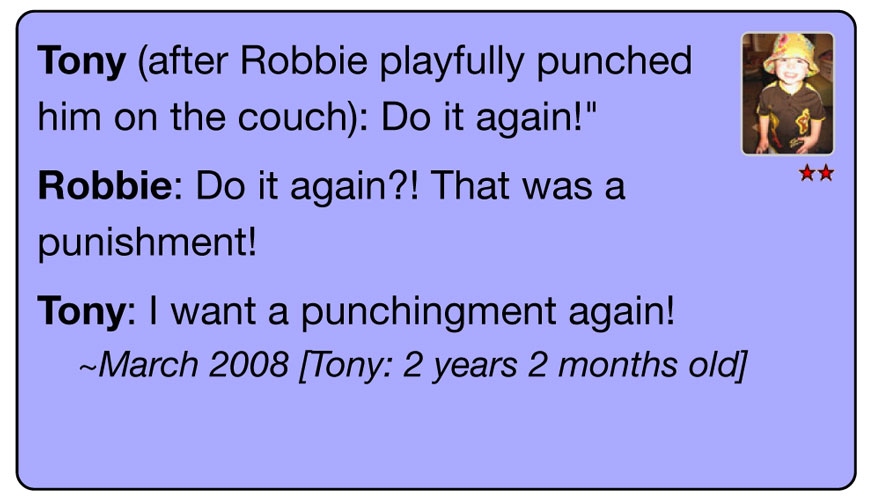 Tony (after Robbie playfully punched
him on the couch): Do it again!"
Robbie: Do it again?! That was a
punishment!
Tony: I want a punchingment again!
~March 2008 [Tony: 2 years 2 months old]